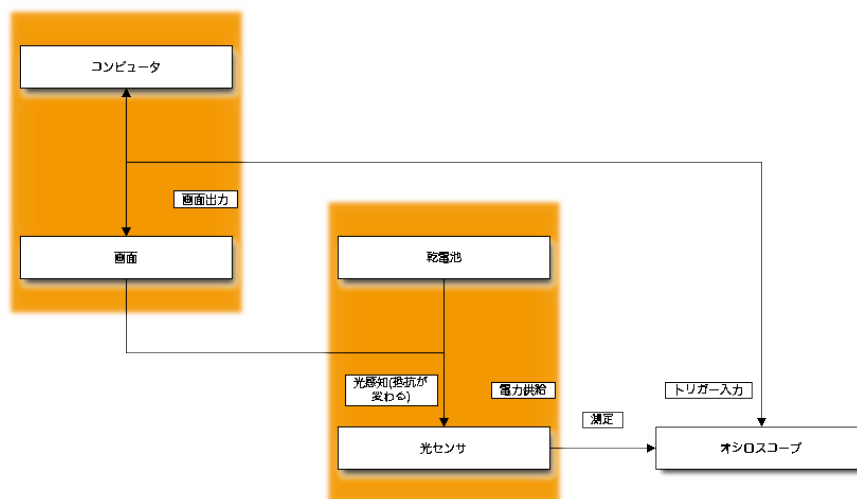 コンピュータ
画面出力
画面
乾電池
光感知(抵抗が
変わる)
電力供給
トリガー入力
測定
光センサ
オシロスコープ